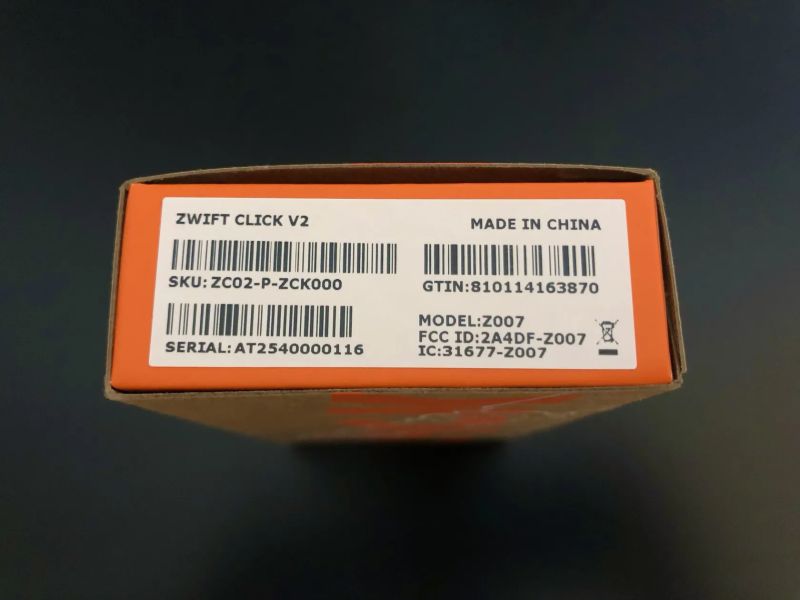 ZWIFT CLICK V2
MADE IN CHINA
SKU: ZC02-P-ZCK000
GTIN:810114163870
SERIAL: AT2540000116
MODEL:Z007
FCC ID:2A4DF-Z007
IC:31677-Z007